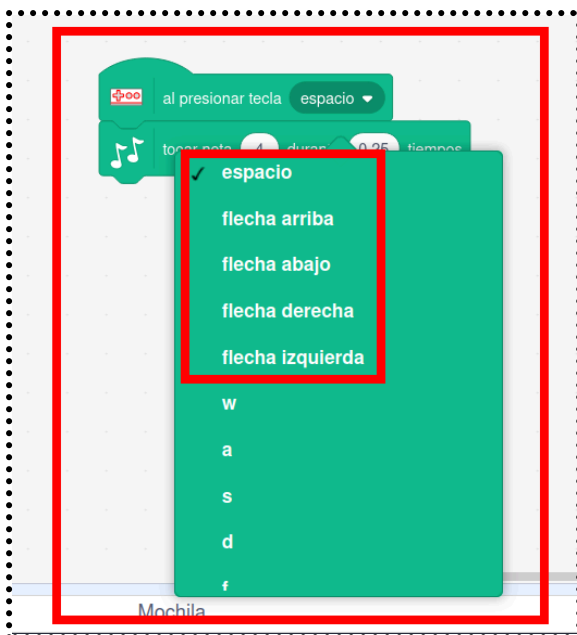 al presionar tecla espacio
tocar nota 4 duran 0.25 tiempos
espacio
flecha arriba
flecha abajo
flecha derecha
flecha izquierda
w
a
s
d
f
Mochila